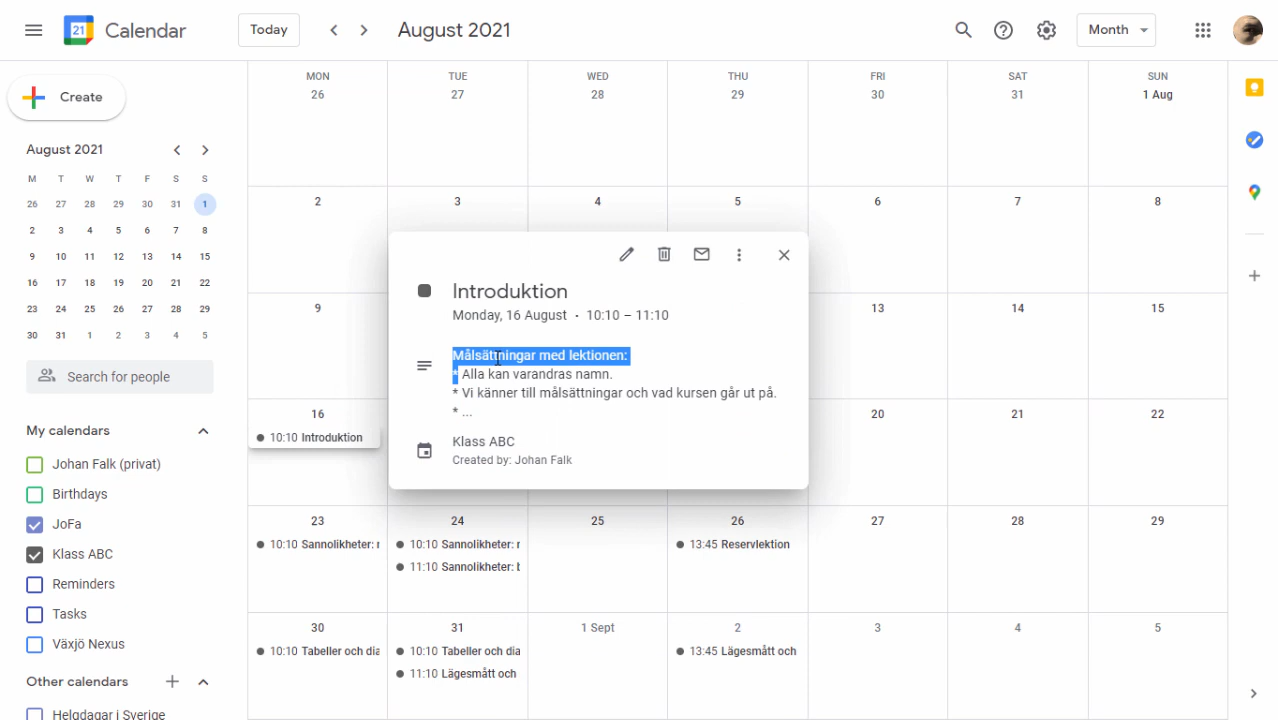 21 Calendar Today August 2021 Month
Create
August 2021
M T W T F S S
26 27 28 29 30 31 1
2 3 4 5 6 7 8
9 10 11 12 13 14 15
16 17 18 19 20 21 22
23 24 25 26 27 28 29
30 31 1 2 3 4 5
Search for people
My calendars
Johan Falk (privat)
Birthdays
JoFa
Klass ABC
Reminders
Tasks
Växjö Nexus
Other calendars
Helgdagar i Sverige
MON TUE WED THU FRI SAT SUN
26 27 28 29 30 31 1 Aug
2 3 4 5 6 7 8
9 13 14 15
16 20 21 22
10:10 Introduktion
Introduktion
Monday, 16 August • 10:10 – 11:10
Målsättningar med lektionen:
* Alla kan varandras namn.
* Vi känner till målsättningar och vad kursen går ut på.
* ...
Klass ABC
Created by: Johan Falk
23 24 25 26 27 28 29
10:10 Sannolikheter: 10:10 Sannolikheter: 13:45 Reservlektion
11:10 Sannolikheter:
30 31 1 Sept 2 3 4 5
10:10 Tabeller och dia 10:10 Tabeller och dia 13:45 Lägesmått och
11:10 Lägesmått och